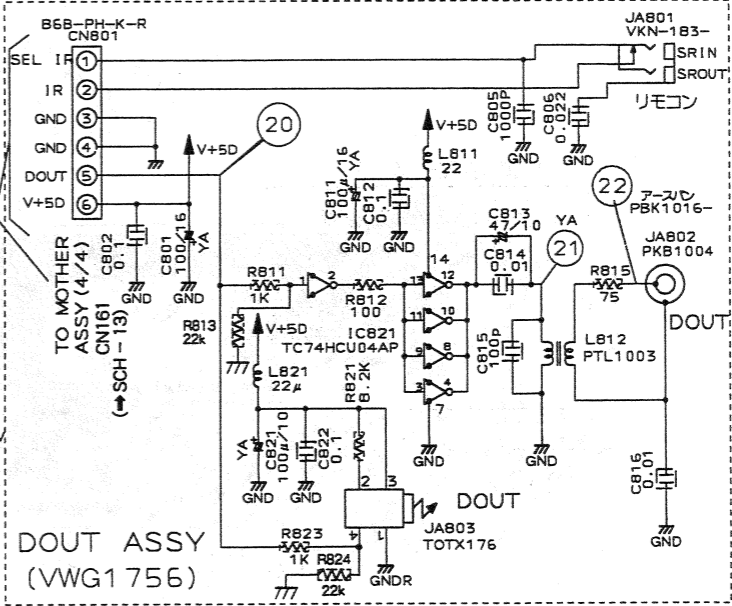 B6B-PH-K-R
CN801
SEL IR 1
IR 2
GND 3
GND 4
DOUT 5
V+5D 6
TO MOTHER
ASSY (4/4)
CN161
(➡SCH-13)
C802
0.1
GND
C801
100/16
YA
GND
V+5D
20
JA801
VKN-183-
SRIN
SROUT
リモコン
C805
1000P
GND
C806
0.022
GND
V+5D
L811
22
C811
100μ/16
YA
GND
C812
0.1
GND
22
アースバン
PBK1016-
JA802
PKB1004
DOUT
R815
75
C813
47/10
YA
21
C814
0.01
R811
1K
1 2
R812
100
14
13 12
11 10
9 8
3 4
7
GND
IC821
TC74HCU04AP
R813
22k
V+5D
L821
22μ
C815
100P
GND
L812
PTL1003
C816
0.01
GND
R821
8.2K
YA
C821
100μ/10
GND
C822
0.1
GND
2 3
4 1
DOUT
JA803
TOTX176
GNDR
R823
1K
R824
22k
DOUT ASSY
(VWG1756)